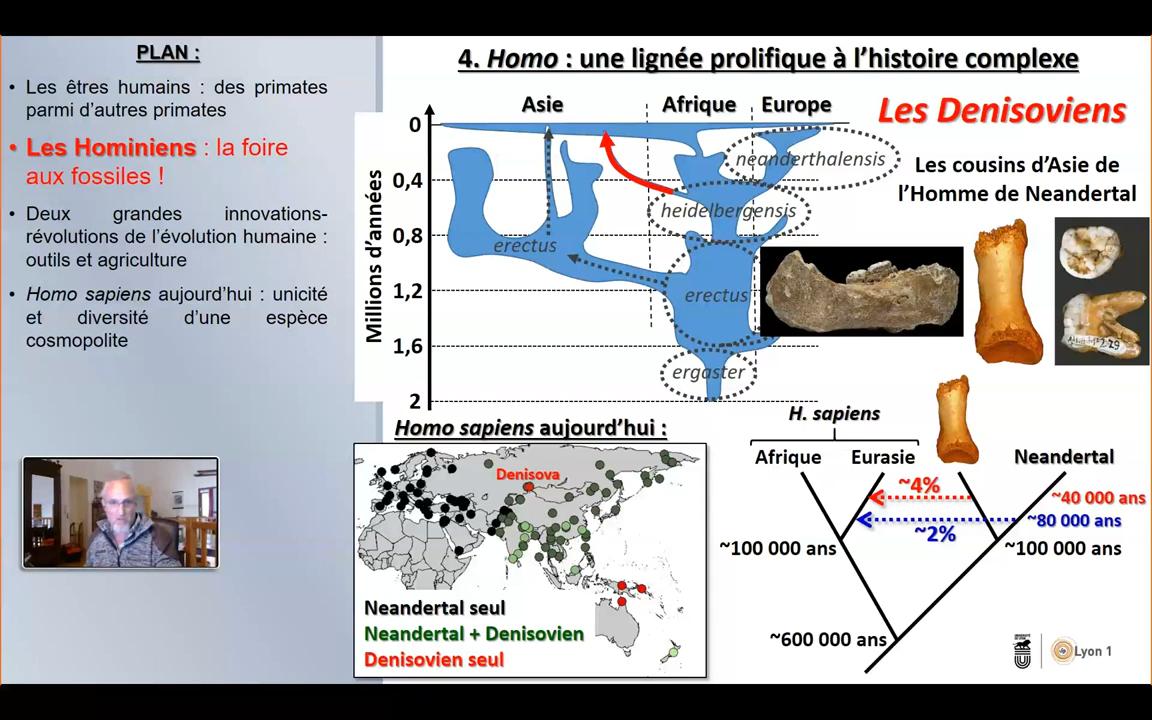 PLAN :
• Les êtres humains : des primates
parmi d'autres primates
• Les Hominiens : la foire
aux fossiles !
• Deux grandes innovations-
révolutions de l'évolution humaine :
outils et agriculture
• Homo sapiens aujourd'hui : unicité
et diversité d'une espèce
cosmopolite
4. Homo : une lignée prolifique à l'histoire complexe
Asie Afrique Europe
Les Denisoviens
Les cousins d'Asie de
l'Homme de Neandertal
Millions d'années
0
0,4
0,8
1,2
1,6
2
neanderthalensis
heidelbergensis
erectus
erectus
ergaster
Homo sapiens aujourd'hui :
Denisova
Neandertal seul
Neandertal + Denisovien
Denisovien seul
H. sapiens
Afrique Eurasie Neandertal
~4% ~40 000 ans
~80 000 ans
~2%
~100 000 ans ~100 000 ans
~600 000 ans
Lyon 1